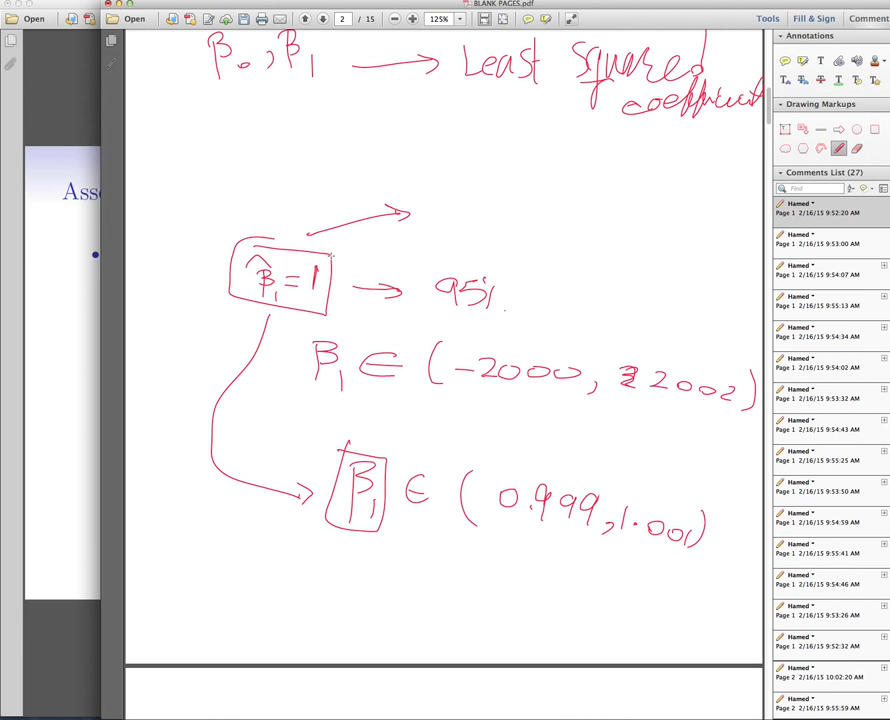 BLANK PAGES.pdf
Open
Open
2 / 15
125%
Tools
Fill & Sign
Comment
Annotations
Drawing Markups
Comments List (27)
Find
Hamed
Page 1 2/16/15 9:52:20 AM
Hamed
Page 1 2/16/15 9:53:00 AM
Hamed
Page 1 2/16/15 9:54:07 AM
Hamed
Page 1 2/16/15 9:55:13 AM
Hamed
Page 1 2/16/15 9:54:34 AM
Hamed
Page 1 2/16/15 9:54:02 AM
Hamed
Page 1 2/16/15 9:53:32 AM
Hamed
Page 1 2/16/15 9:54:43 AM
Hamed
Page 1 2/16/15 9:55:25 AM
Hamed
Page 1 2/16/15 9:53:50 AM
Hamed
Page 1 2/16/15 9:54:59 AM
Hamed
Page 1 2/16/15 9:55:41 AM
Hamed
Page 1 2/16/15 9:54:46 AM
Hamed
Page 1 2/16/15 9:53:26 AM
Hamed
Page 1 2/16/15 9:52:32 AM
Hamed
Page 2 2/16/15 10:02:20 AM
Hamed
Page 2 2/16/15 9:55:59 AM
Asse
β₀, β₁ → Least Squared
coefficient
β̂₁ = 1 → 95%
β₁ ∈ (-2000, 2002)
β₁ ∈ (0.999, 1.001)